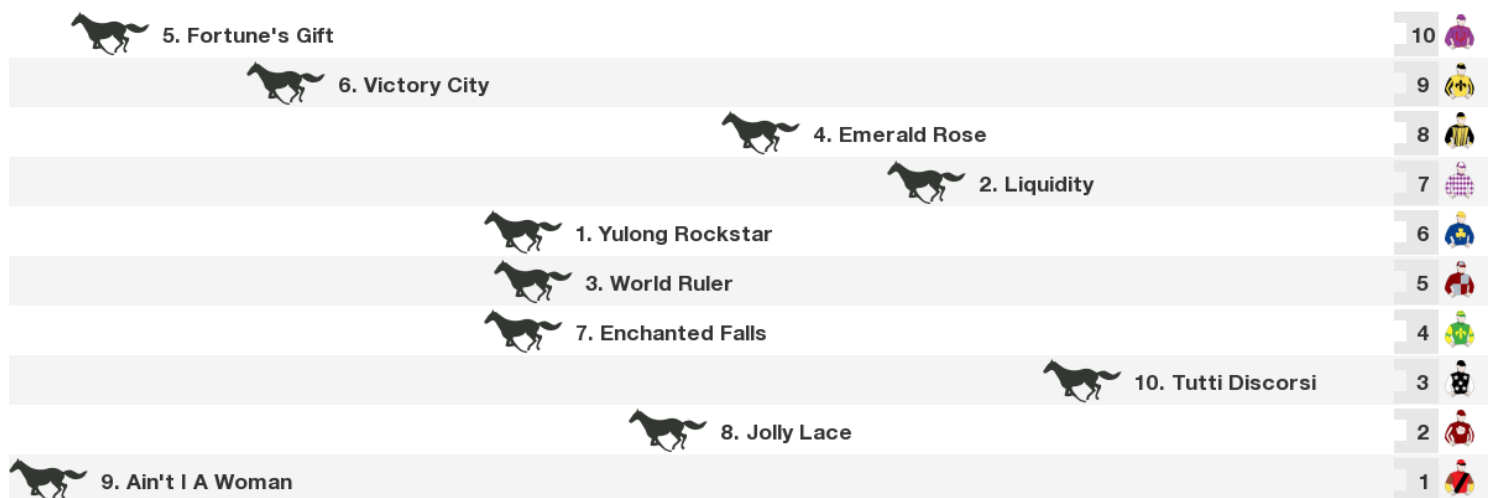 5. Fortune's Gift 10
6. Victory City 9
4. Emerald Rose 8
2. Liquidity 7
1. Yulong Rockstar 6
3. World Ruler 5
7. Enchanted Falls 4
10. Tutti Discorsi 3
8. Jolly Lace 2
9. Ain't I A Woman 1